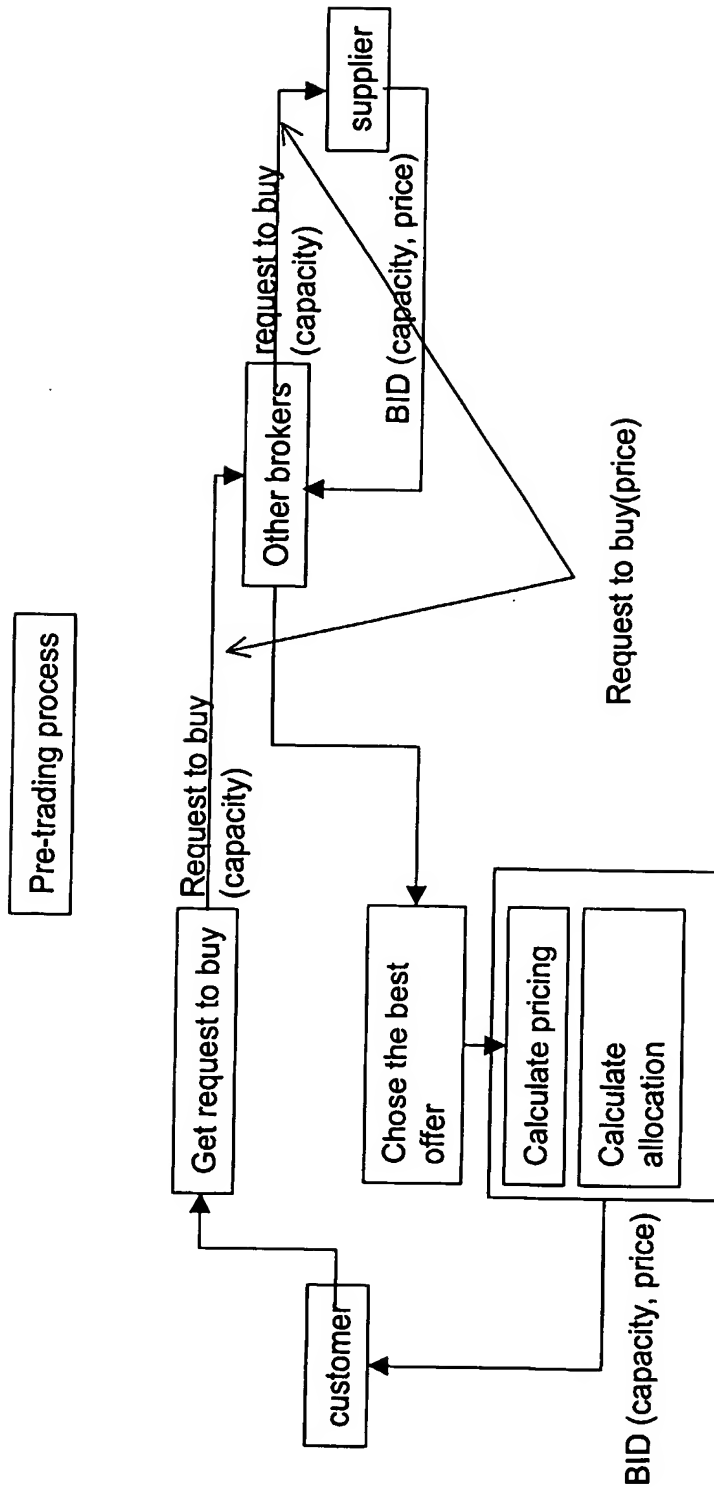 Pre-trading process
Get request to buy
Request to buy
(capacity)
Other brokers
request to buy
(capacity)
supplier
BID (capacity, price)
customer
Chose the best
offer
Calculate pricing
Calculate
allocation
BID (capacity, price)
Request to buy(price)